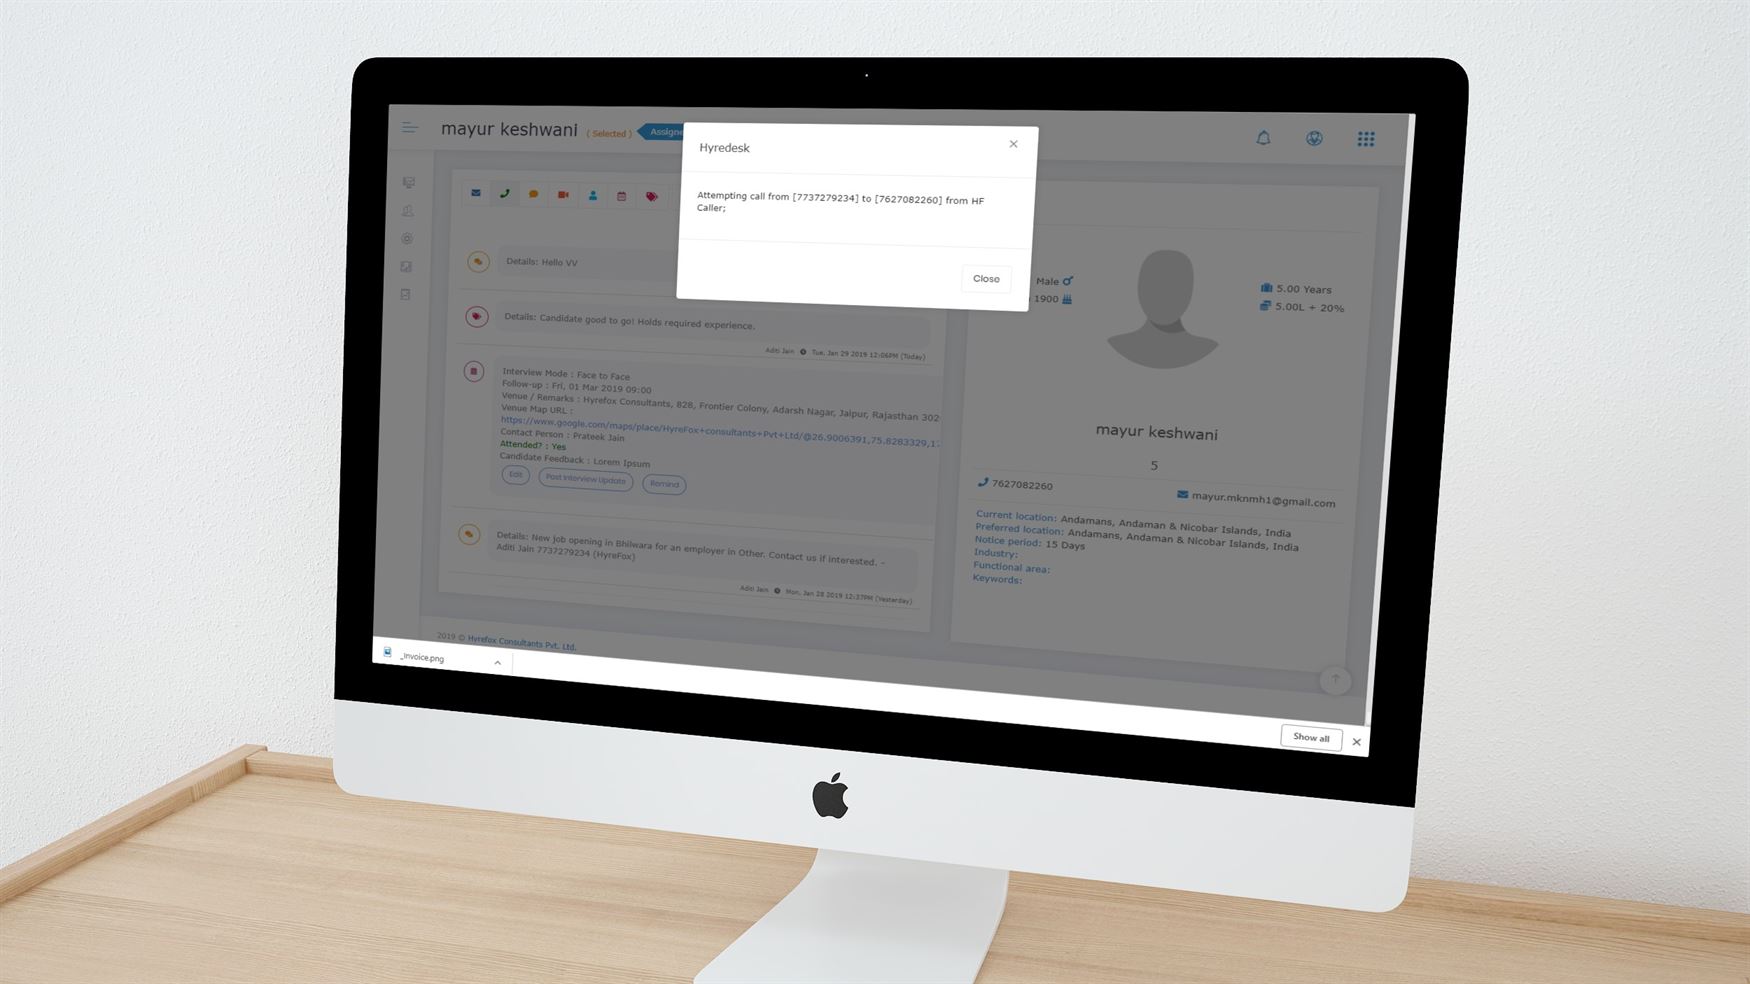 mayur keshwani ( Selected ) Assigne
Hyredesk
Attempting call from [7737279234] to [7627082260] from HF
Caller;
Close
Details: Hello VV
Details: Candidate good to go! Holds required experience.
Aditi Jain Tue, Jan 29 2019 12:06PM (Today)
Interview Mode : Face to Face
Follow-up : Fri, 01 Mar 2019 09:00
Venue / Remarks : Hyrefox Consultants, 828, Frontier Colony, Adarsh Nagar, Jaipur, Rajasthan 302
Venue Map URL :
https://www.google.com/maps/place/HyreFox+consultants+Pvt+Ltd/@26.9006391,75.8283329,17
Contact Person : Prateek Jain
Attended? : Yes
Candidate Feedback : Lorem Ipsum
Edit Post Interview Update Remind
Details: New job opening in Bhilwara for an employer in Other. Contact us if interested. -
Aditi Jain 7737279234 (HyreFox)
Aditi Jain Mon, Jan 28 2019 12:37PM (Yesterday)
2019 © Hyrefox Consultants Pvt. Ltd.
Male
1900
5.00 Years
5.00L + 20%
mayur keshwani
5
7627082260
mayur.mknmh1@gmail.com
Current location: Andamans, Andaman & Nicobar Islands, India
Preferred location: Andamans, Andaman & Nicobar Islands, India
Notice period: 15 Days
Industry:
Functional area:
Keywords:
_Invoice.png
Show all